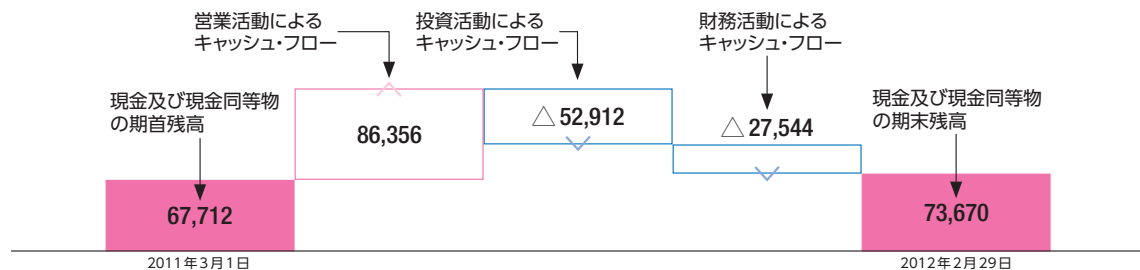 営業活動による
キャッシュ・フロー
投資活動による
キャッシュ・フロー
財務活動による
キャッシュ・フロー
現金及び現金同等物
の期首残高
86,356
△ 52,912
△ 27,544
現金及び現金同等物
の期末残高
67,712
73,670
2011年3月1日
2012年2月29日